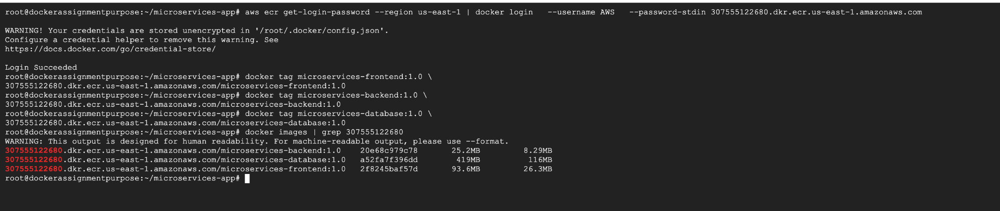 root@dockerassignmentpurpose:~/microservices-app# aws ecr get-login-password --region us-east-1 | docker login   --username AWS   --password-stdin 307555122680.dkr.ecr.us-east-1.amazonaws.com
WARNING! Your credentials are stored unencrypted in '/root/.docker/config.json'.
Configure a credential helper to remove this warning. See
https://docs.docker.com/go/credential-store/
Login Succeeded
root@dockerassignmentpurpose:~/microservices-app# docker tag microservices-frontend:1.0 \
307555122680.dkr.ecr.us-east-1.amazonaws.com/microservices-frontend:1.0
root@dockerassignmentpurpose:~/microservices-app# docker tag microservices-backend:1.0 \
307555122680.dkr.ecr.us-east-1.amazonaws.com/microservices-backend:1.0
root@dockerassignmentpurpose:~/microservices-app# docker tag microservices-database:1.0 \
307555122680.dkr.ecr.us-east-1.amazonaws.com/microservices-database:1.0
root@dockerassignmentpurpose:~/microservices-app# docker images | grep 307555122680
WARNING: This output is designed for human readability. For machine-readable output, please use --format.
307555122680.dkr.ecr.us-east-1.amazonaws.com/microservices-backend:1.0    20e68c979c78       25.2MB         8.29MB
307555122680.dkr.ecr.us-east-1.amazonaws.com/microservices-database:1.0   a52fa7f396dd        419MB          116MB
307555122680.dkr.ecr.us-east-1.amazonaws.com/microservices-frontend:1.0   2f8245baf57d       93.6MB         26.3MB
root@dockerassignmentpurpose:~/microservices-app#